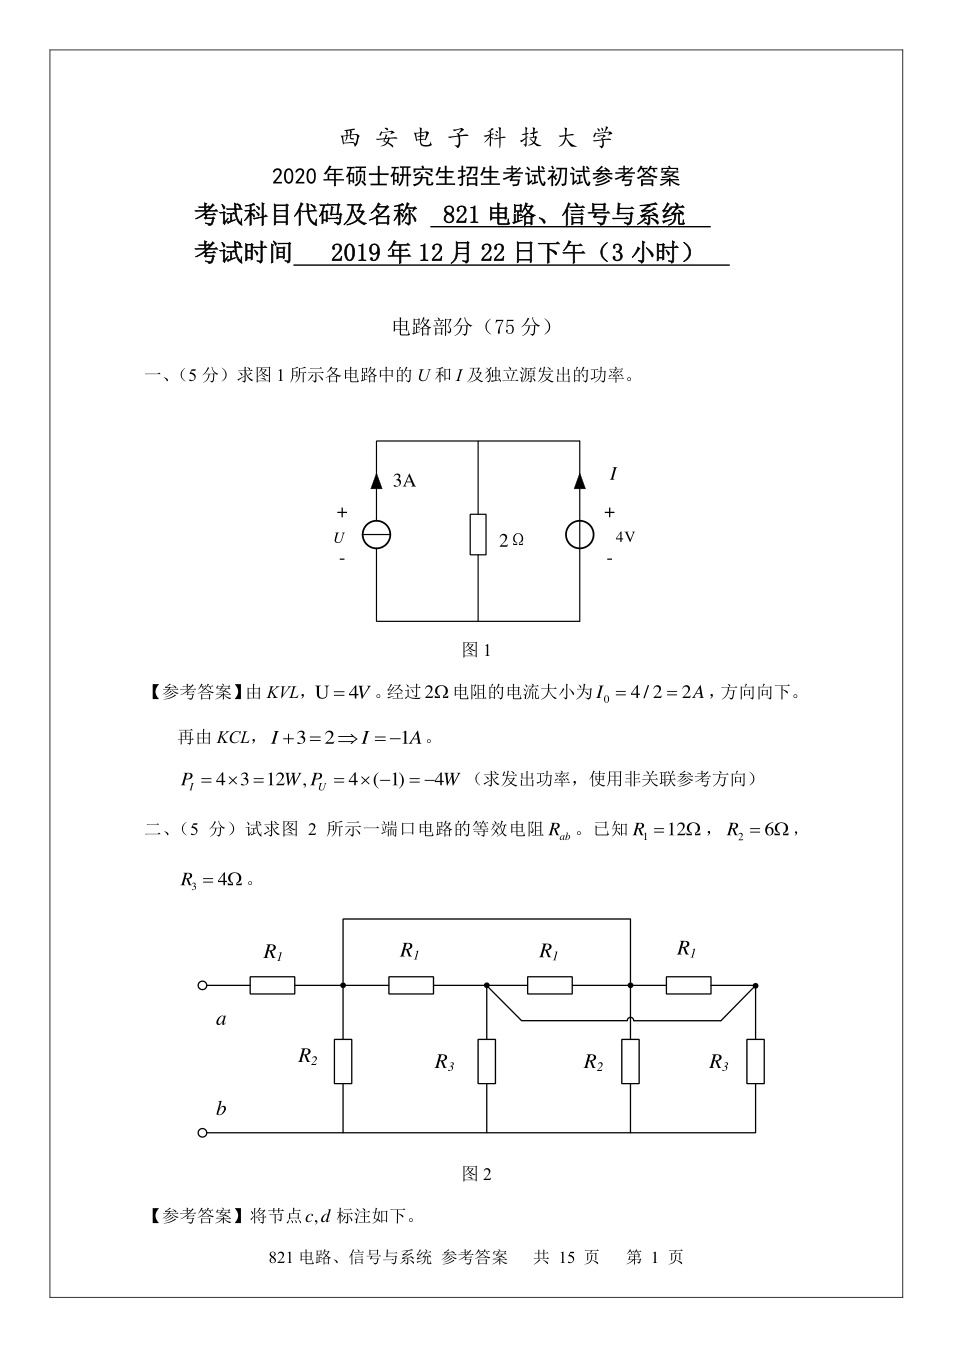 西安电子科技大学
2020 年硕士研究生招生考试初试参考答案
考试科目代码及名称 821 电路、信号与系统
考试时间 2019 年 12 月 22 日下午（3 小时）
电路部分（75 分）
一、（5 分）求图 1 所示各电路中的 U 和 I 及独立源发出的功率。
3A
I
+
U
-
2Ω
+
4V
-
图 1
【参考答案】由 KVL，U = 4V 。经过 2Ω 电阻的电流大小为 I₀ = 4 / 2 = 2A ，方向向下。
再由 KCL， I + 3 = 2 ⇒ I = −1A 。
P_I = 4×3 = 12W , P_U = 4×(−1) = −4W （求发出功率，使用非关联参考方向）
二、（5 分）试求图 2 所示一端口电路的等效电阻 R_ab 。已知 R₁ = 12Ω ， R₂ = 6Ω ，
R₃ = 4Ω 。
R₁ R₁ R₁ R₁
a
R₂ R₃ R₂ R₃
b
图 2
【参考答案】将节点 c, d 标注如下。
821 电路、信号与系统 参考答案 共 15 页 第 1 页